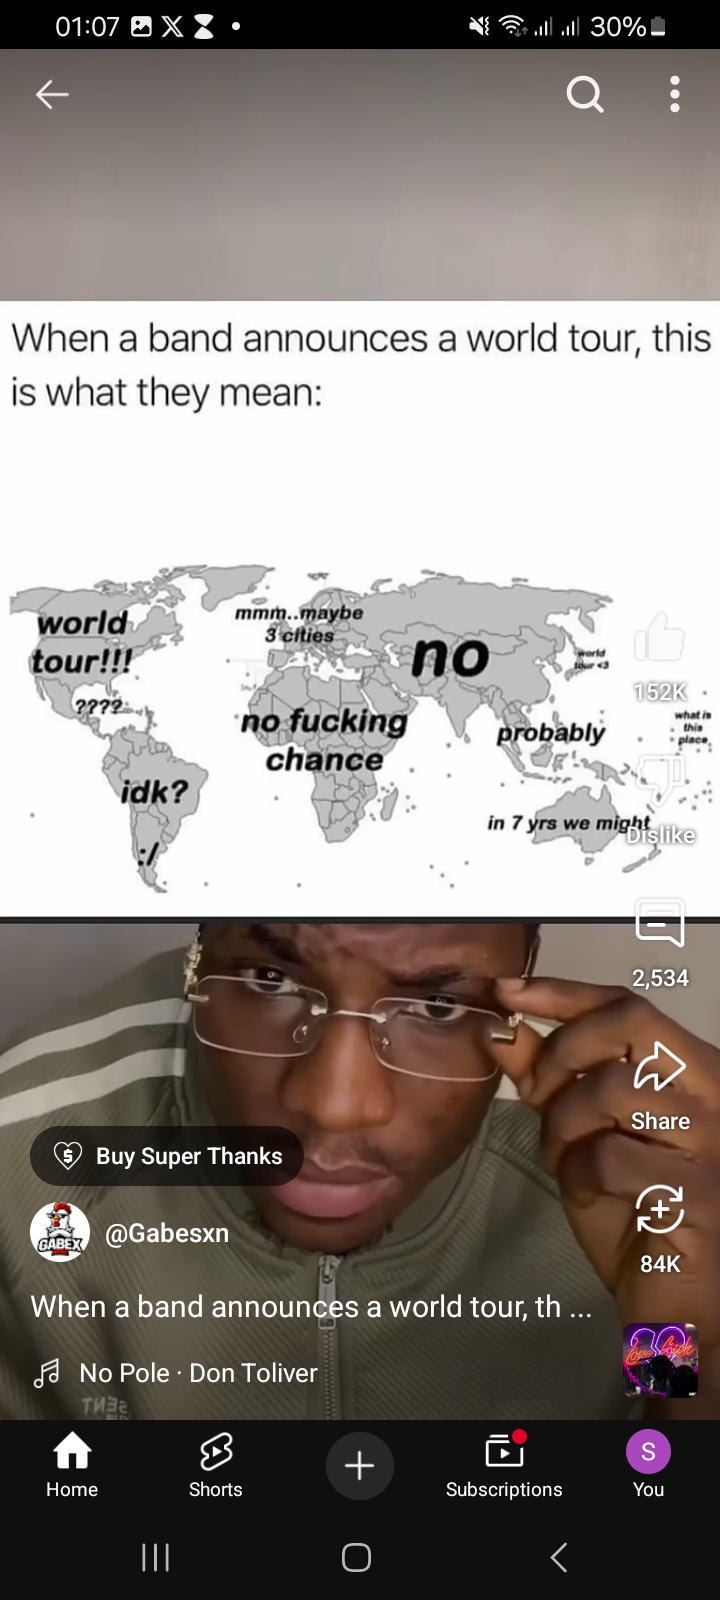 01:07
30%
When a band announces a world tour, this
is what they mean:
world
tour!!!
mmm..maybe
3 cities
no
world
tour <3
????
no fucking
chance
probably
what is
this
place
idk?
in 7 yrs we might
:/
152K
Dislike
2,534
Share
84K
Buy Super Thanks
GABEX
@Gabesxn
When a band announces a world tour, th ...
No Pole · Don Toliver
Love Sick
Home
Shorts
+
Subscriptions
S
You